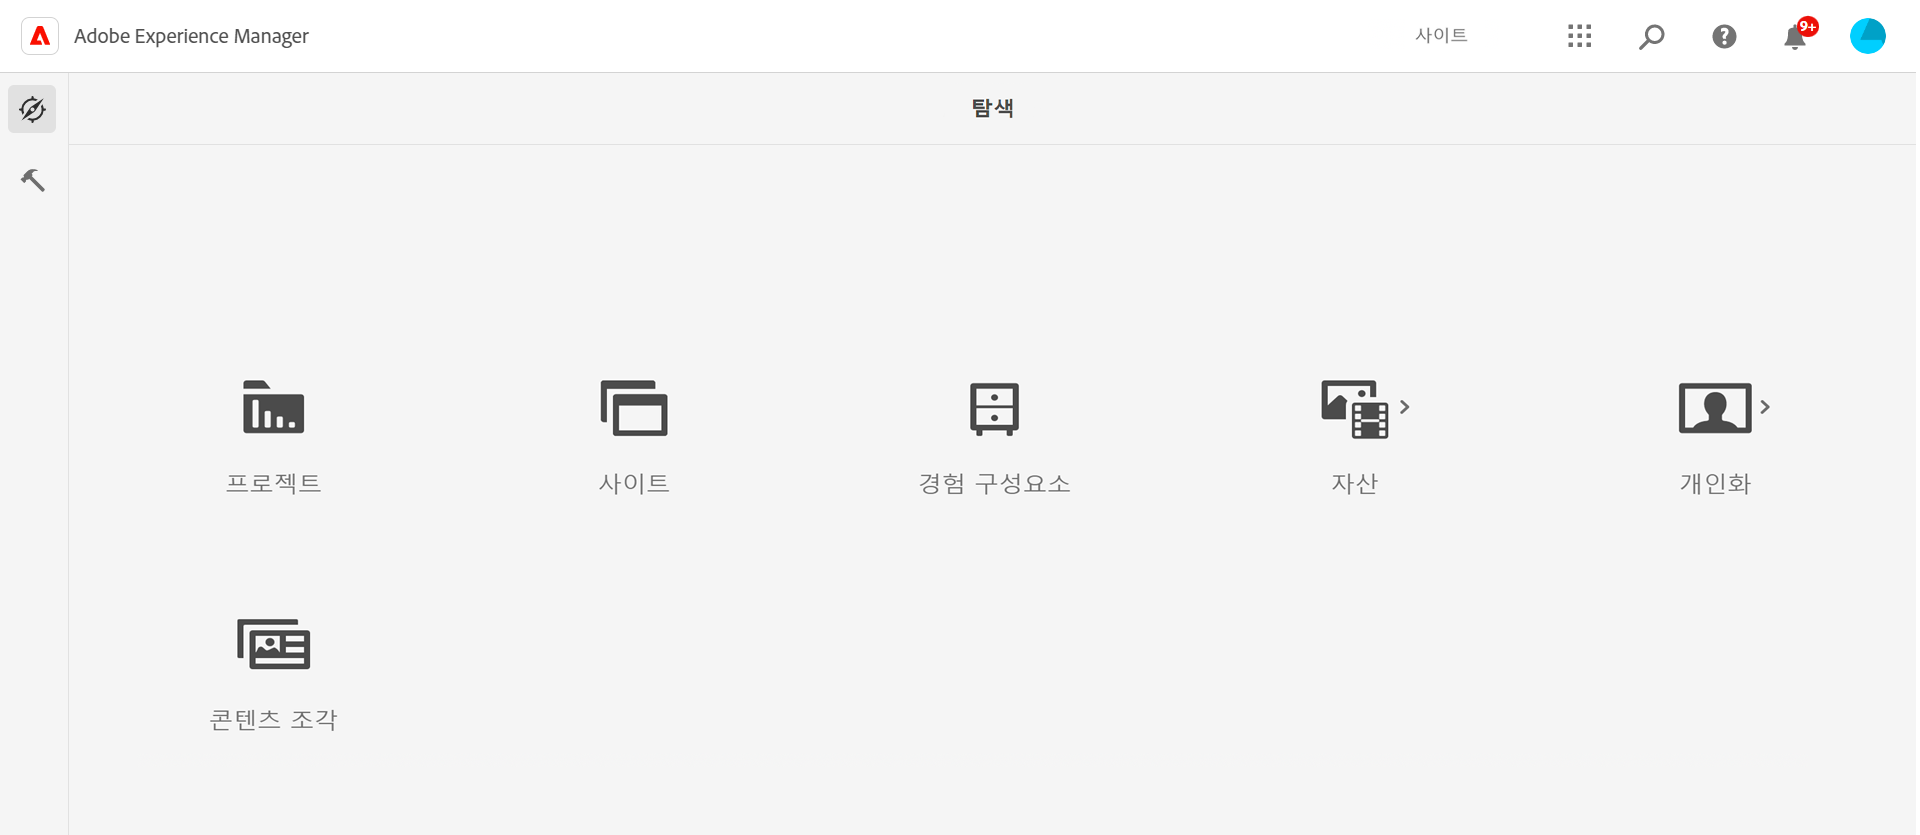 Adobe Experience Manager
사이트
9+
탐색
프로젝트
사이트
경험 구성요소
자산
개인화
콘텐츠 조각